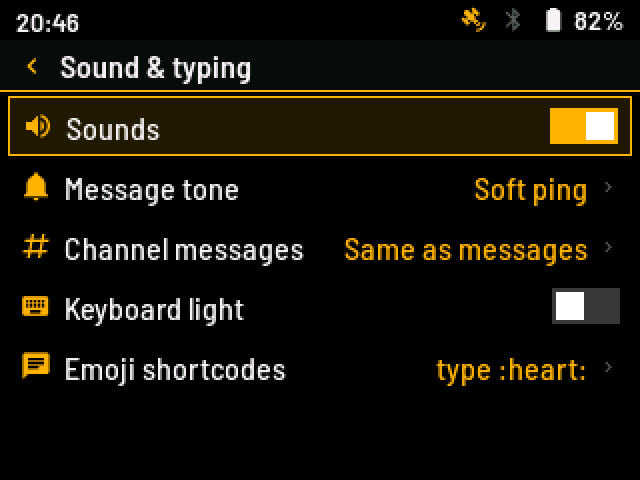 20:46 82%
Sound & typing
Sounds
Message tone Soft ping
Channel messages Same as messages
Keyboard light
Emoji shortcodes type :heart: